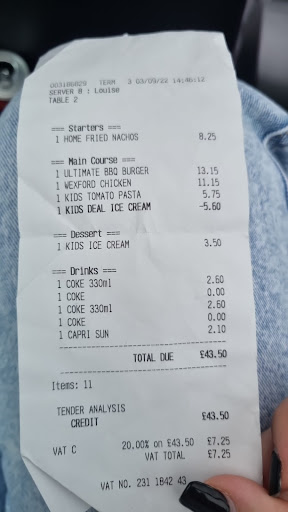 003106029 TERM 3 03/09/22 14:46:12
SERVER 8 : Louise
TABLE 2
=== Starters ===
1 HOME FRIED NACHOS 8.25
=== Main Course ===
1 ULTIMATE BBQ BURGER 13.15
1 WEXFORD CHICKEN 11.15
1 KIDS TOMATO PASTA 5.75
1 KIDS DEAL ICE CREAM -5.60
=== Dessert ===
1 KIDS ICE CREAM 3.50
=== Drinks ===
1 COKE 330ml 2.60
1 COKE 0.00
1 COKE 330ml 2.60
1 COKE 0.00
1 CAPRI SUN 2.10
TOTAL DUE £43.50
Items: 11
TENDER ANALYSIS
CREDIT £43.50
VAT C 20.00% on £43.50 £7.25
VAT TOTAL £7.25
VAT NO. 231 1842 43